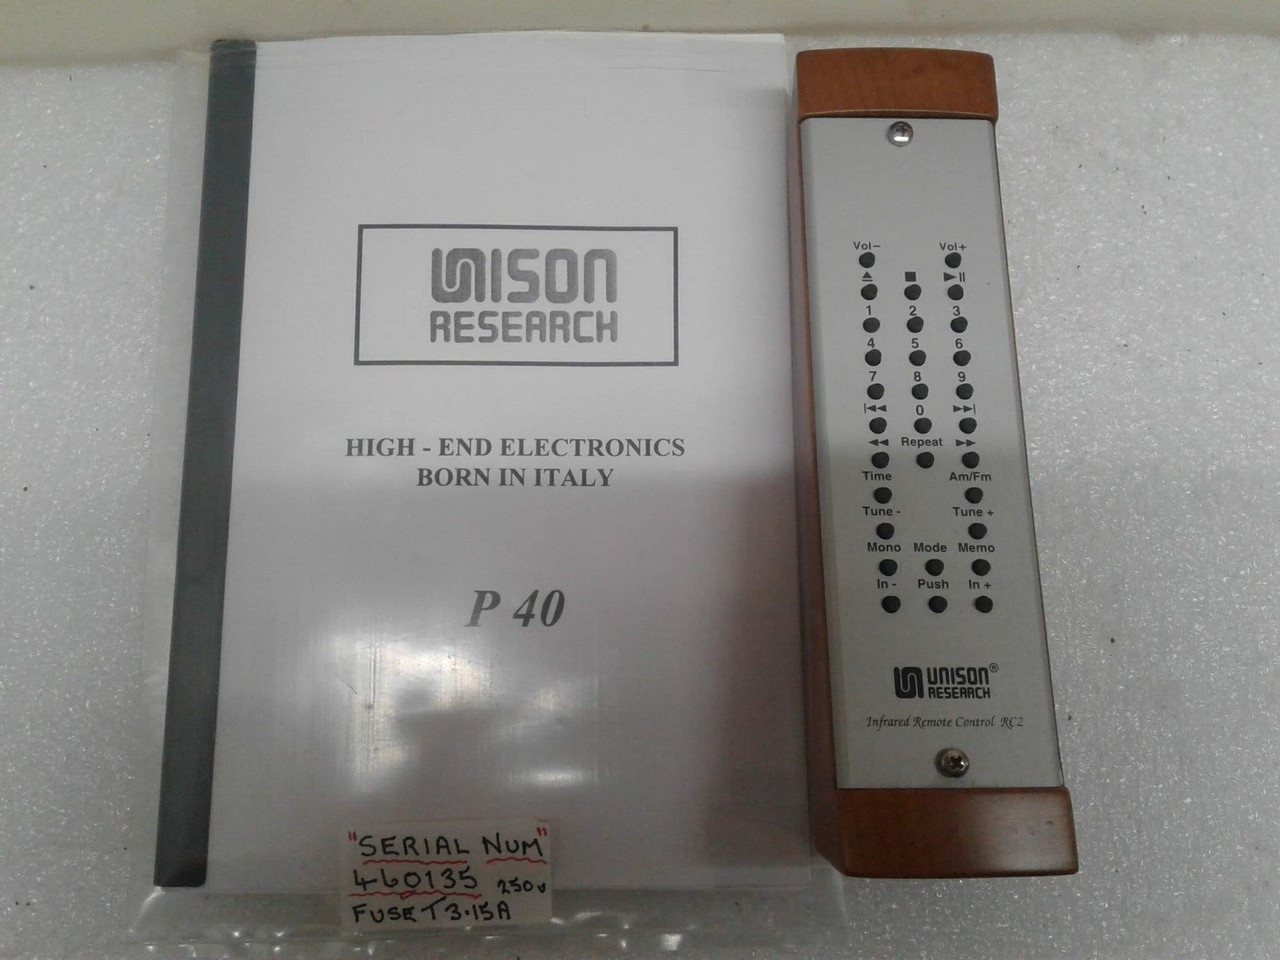 UNISON
RESEARCH
HIGH - END ELECTRONICS
BORN IN ITALY
P 40
"SERIAL NUM"
460135 250v
FUSE T 3.15A
Vol- Vol+
1 2 3
4 5 6
7 8 9
0
Repeat
Time Am/Fm
Tune - Tune +
Mono Mode Memo
In - Push In +
UNISON®
RESEARCH
Infrared Remote Control RC2